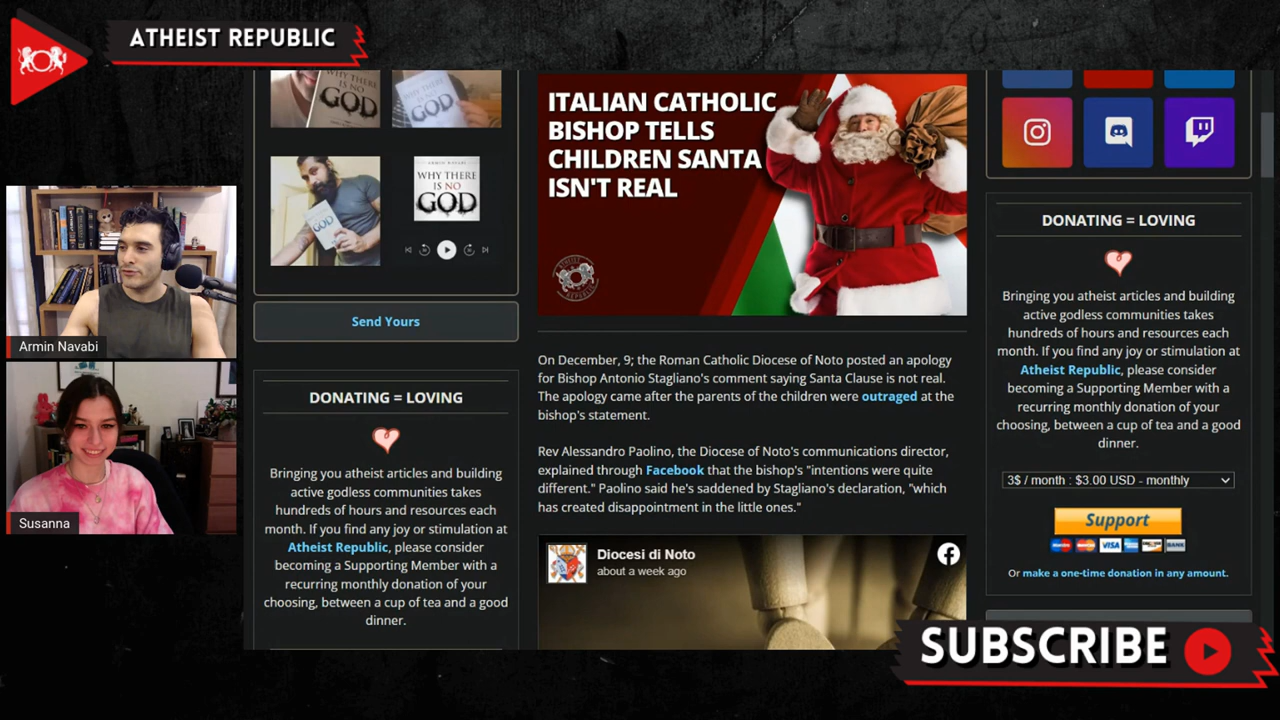 ATHEIST REPUBLIC
WHY THERE
IS NO
GOD
WHY THERE
IS NO
GOD
GOD
WHY THERE
IS NO
GOD
Send Yours
DONATING = LOVING
Bringing you atheist articles and building
active godless communities takes
hundreds of hours and resources each
month. If you find any joy or stimulation at
Atheist Republic, please consider
becoming a Supporting Member with a
recurring monthly donation of your
choosing, between a cup of tea and a good
dinner.
ITALIAN CATHOLIC
BISHOP TELLS
CHILDREN SANTA
ISN'T REAL
On December, 9; the Roman Catholic Diocese of Noto posted an apology
for Bishop Antonio Stagliano's comment saying Santa Clause is not real.
The apology came after the parents of the children were outraged at the
bishop's statement.
Rev Alessandro Paolino, the Diocese of Noto's communications director,
explained through Facebook that the bishop's "intentions were quite
different." Paolino said he's saddened by Stagliano's declaration, "which
has created disappointment in the little ones."
Diocesi di Noto
about a week ago
DONATING = LOVING
Bringing you atheist articles and building
active godless communities takes
hundreds of hours and resources each
month. If you find any joy or stimulation at
Atheist Republic, please consider
becoming a Supporting Member with a
recurring monthly donation of your
choosing, between a cup of tea and a good
dinner.
3$ / month : $3.00 USD - monthly
Support
VISA
BANK
Or make a one-time donation in any amount.
Armin Navabi
Susanna
SUBSCRIBE